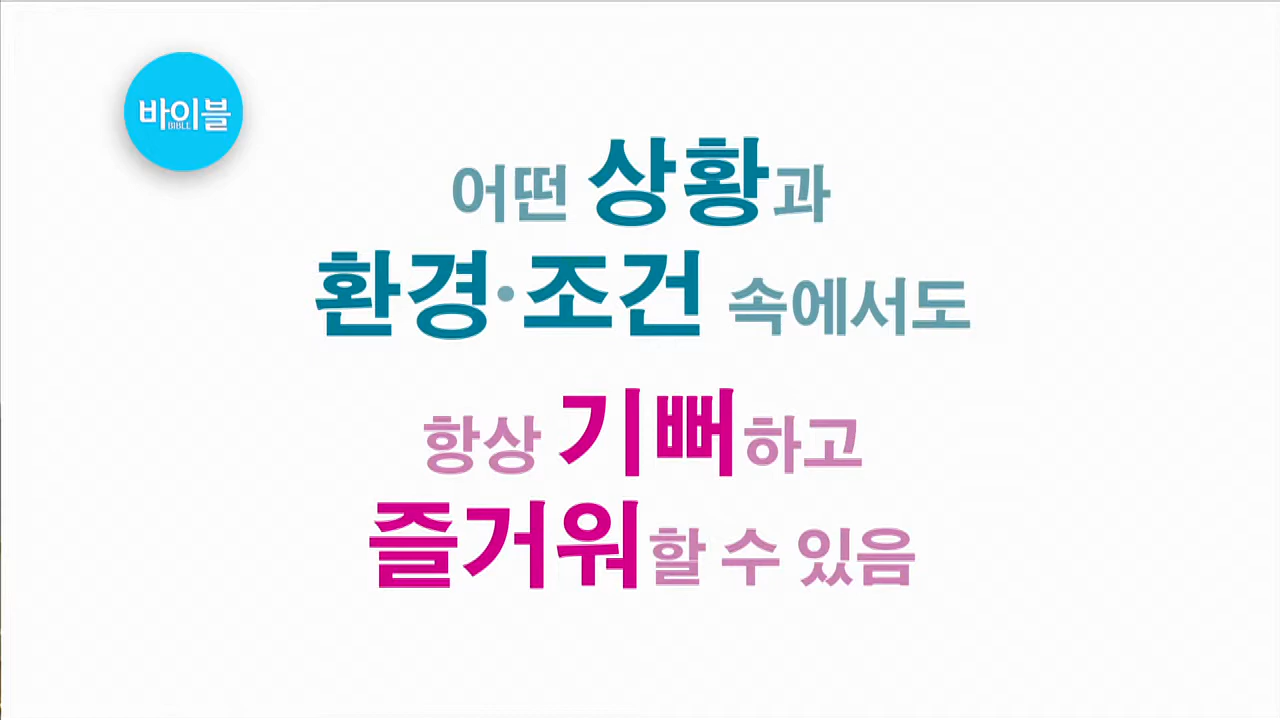 바이블
BIBLE
어떤 상황과
환경·조건 속에서도
항상 기뻐하고
즐거워할 수 있음